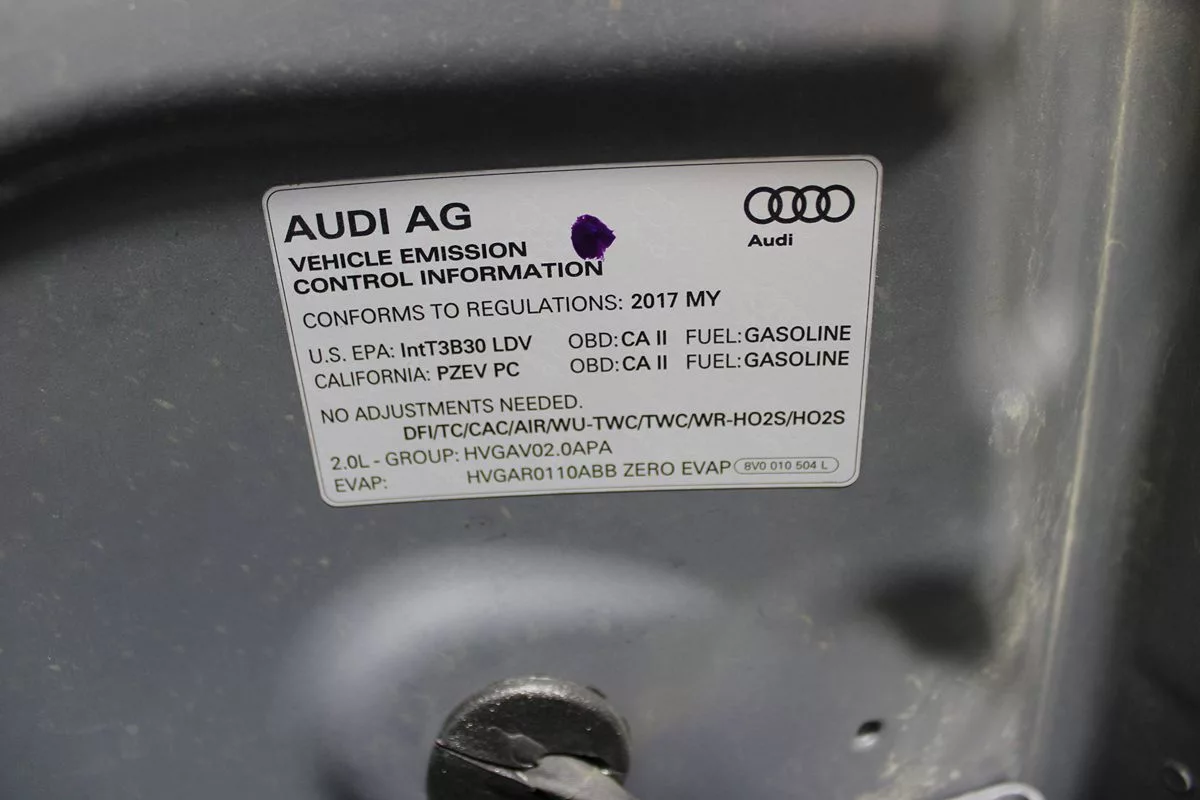 AUDI AG
Audi
VEHICLE EMISSION
CONTROL INFORMATION
CONFORMS TO REGULATIONS: 2017 MY
U.S. EPA: IntT3B30 LDV OBD: CA II FUEL: GASOLINE
CALIFORNIA: PZEV PC OBD: CA II FUEL: GASOLINE
NO ADJUSTMENTS NEEDED.
DFI/TC/CAC/AIR/WU-TWC/TWC/WR-HO2S/HO2S
2.0L - GROUP: HVGAV02.0APA
EVAP: HVGAR0110ABB ZERO EVAP 8V0 010 504 L